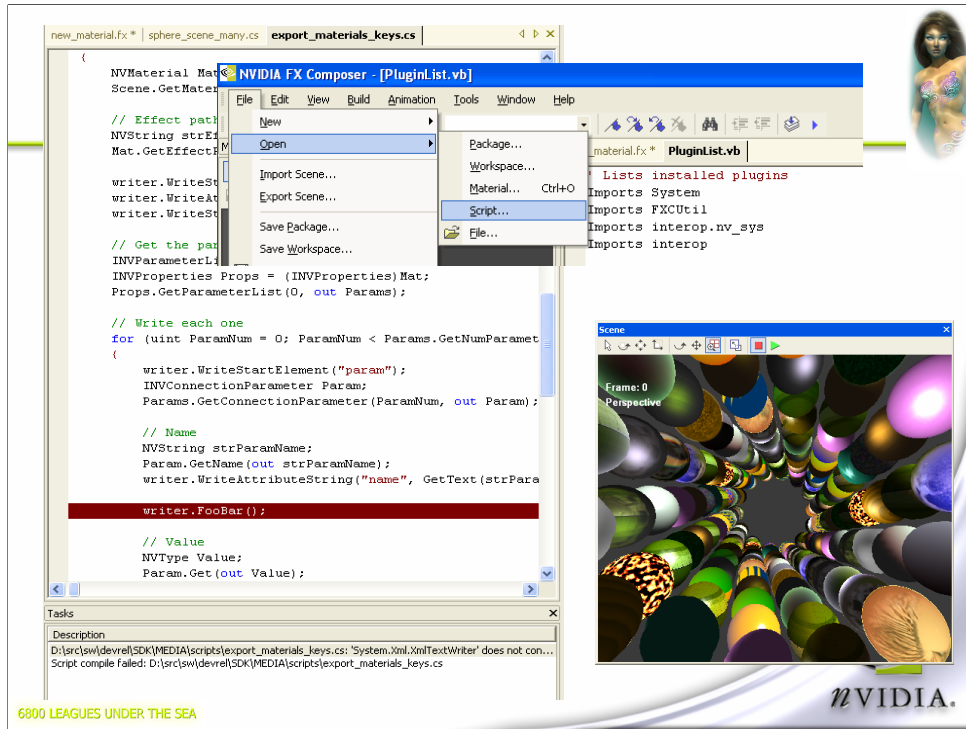 new_material.fx * sphere_scene_many.cs export_materials_keys.cs
{
NVMaterial Mat
Scene.GetMater
// Effect path
NVString strEf
Mat.GetEffectP
writer.WriteSt
writer.WriteAt
writer.WriteSt
// Get the par
INVParameterLi
INVProperties Props = (INVProperties)Mat;
Props.GetParameterList(0, out Params);
// Write each one
for (uint ParamNum = 0; ParamNum < Params.GetNumParamet
{
writer.WriteStartElement("param");
INVConnectionParameter Param;
Params.GetConnectionParameter(ParamNum, out Param);
// Name
NVString strParamName;
Param.GetName(out strParamName);
writer.WriteAttributeString("name", GetText(strPara
writer.FooBar();
// Value
NVType Value;
Param.Get(out Value);
Tasks
Description
D:\src\sw\devrel\SDK\MEDIA\scripts\export_materials_keys.cs: 'System.Xml.XmlTextWriter' does not con...
Script compile failed: D:\src\sw\devrel\SDK\MEDIA\scripts\export_materials_keys.cs
NVIDIA FX Composer - [PluginList.vb]
File Edit View Build Animation Tools Window Help
New
Open
Import Scene...
Export Scene...
Save Package...
Save Workspace...
Package...
Workspace...
Material... Ctrl+O
Script...
File...
_material.fx * PluginList.vb
' Lists installed plugins
Imports System
Imports FXCUtil
Imports interop.nv_sys
Imports interop
Scene
Frame: 0
Perspective
6800 LEAGUES UNDER THE SEA
nVIDIA.